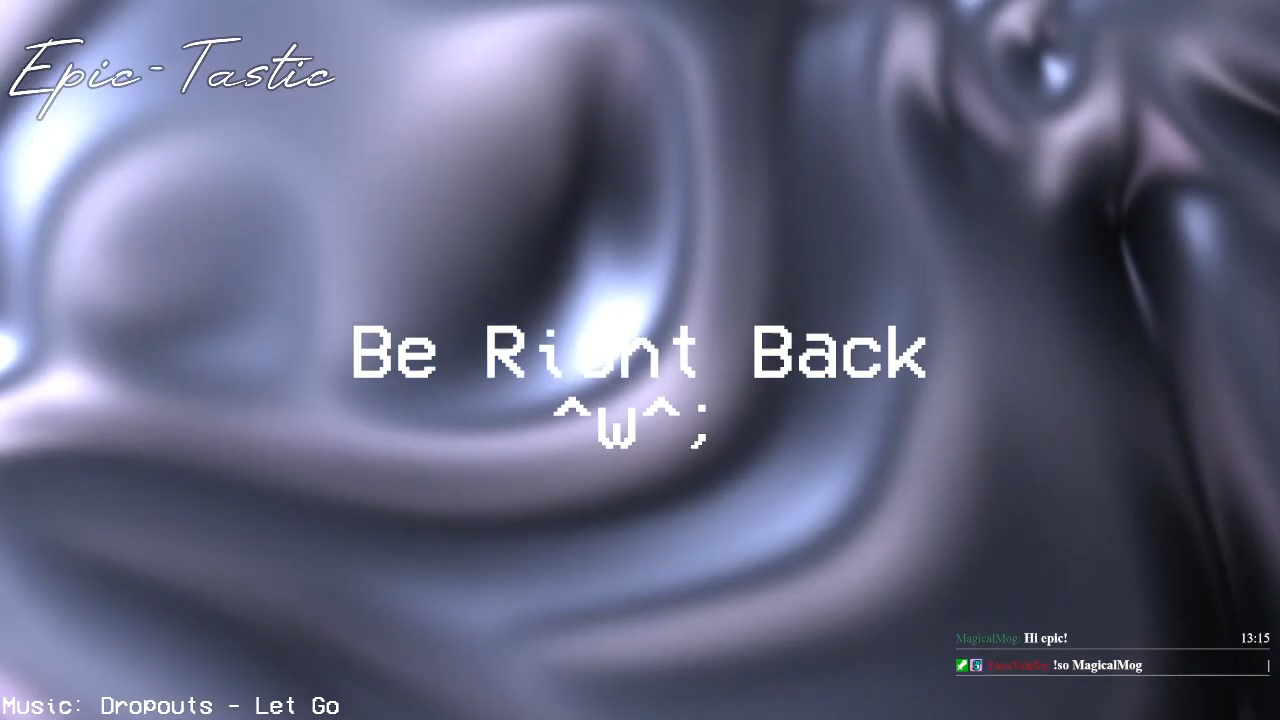 Epic-Tastic
Be Right Back
^w^;
MagicalMog: Hi epic! 13:15
!so MagicalMog
Music: Dropouts - Let Go